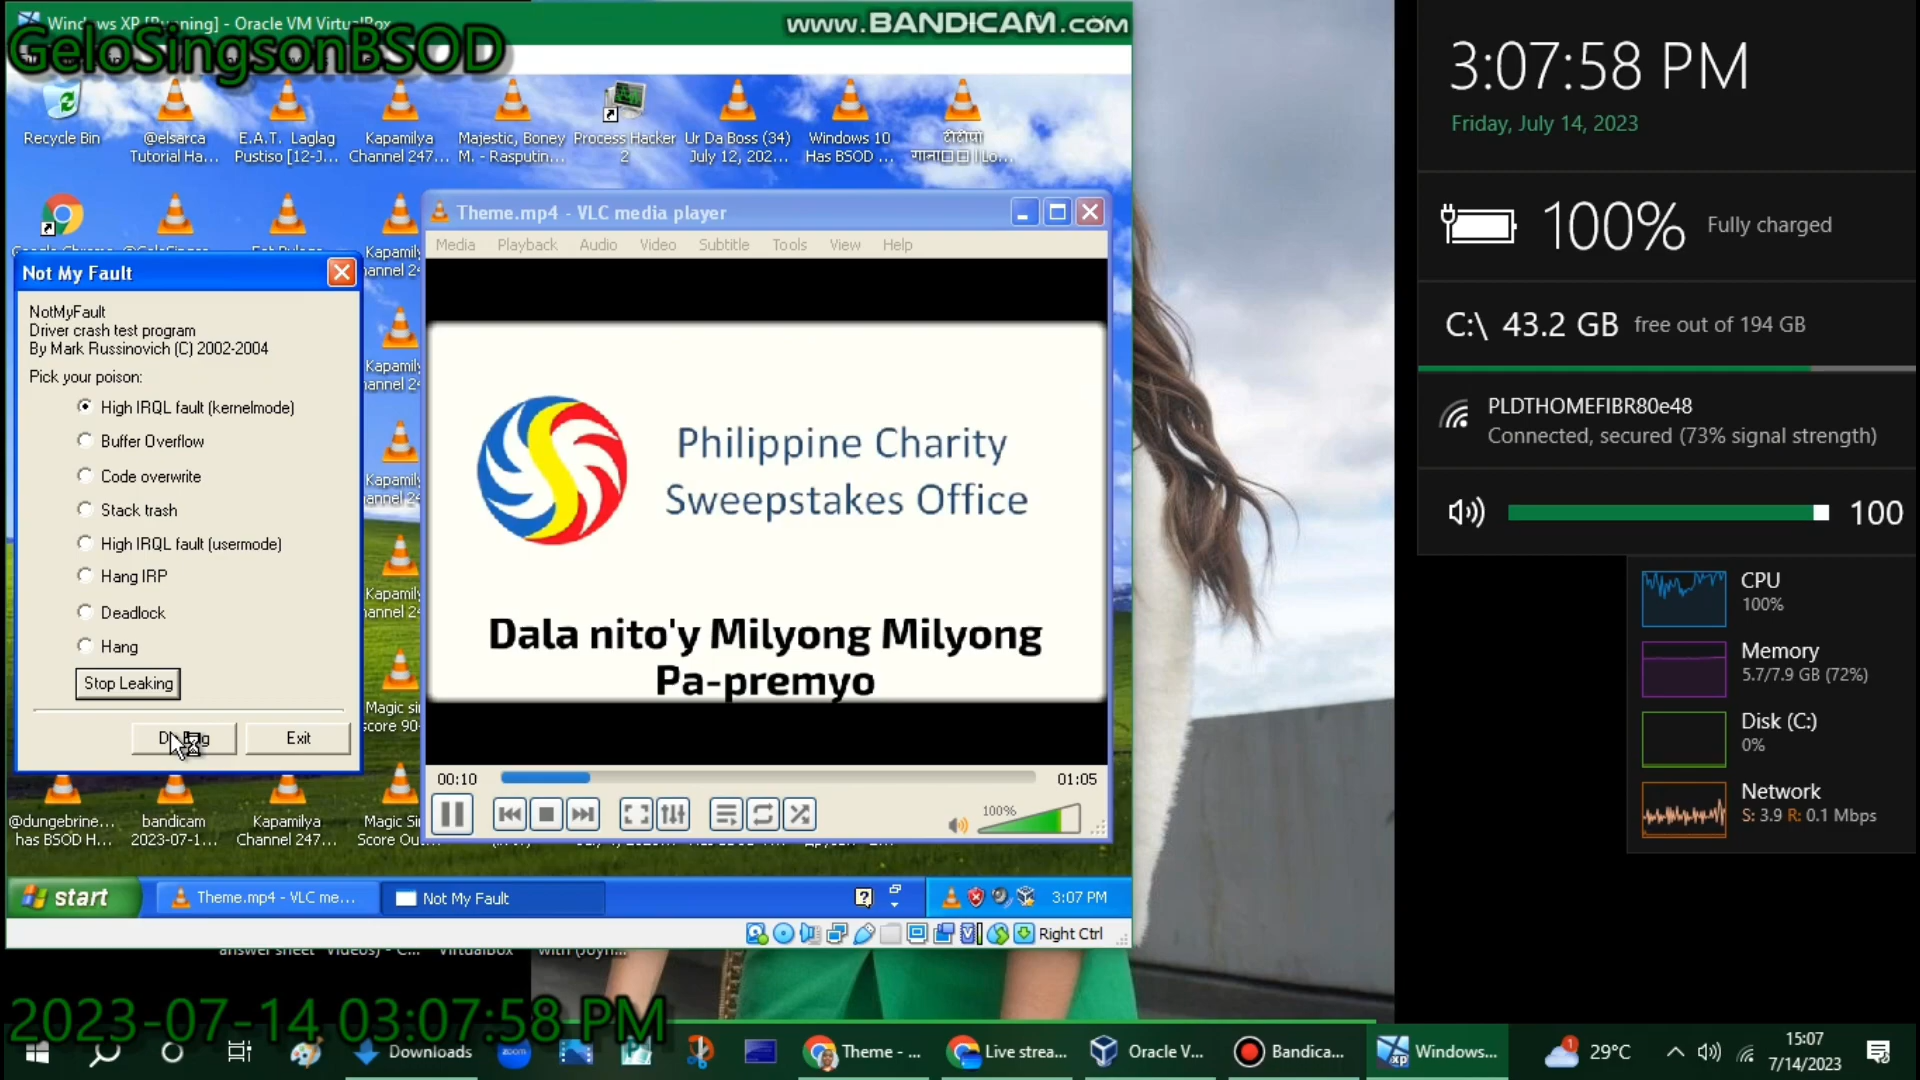 Windows XP [Running] - Oracle VM VirtualBox
www.BANDICAM.com
GeloSingsonBSOD
Recycle Bin
@elsarca
Tutorial Ha...
E.A.T. Laglag
Pustiso [12-J...
Kapamilya
Channel 247...
Majestic, Boney
M. - Rasputin...
Process Hacker
2
Ur Da Boss (34)
July 12, 202...
Windows 10
Has BSOD ...
Theme.mp4 - VLC media player
Media Playback Audio Video Subtitle Tools View Help
Not My Fault
NotMyFault
Driver crash test program
By Mark Russinovich (C) 2002-2004
Pick your poison:
High IRQL fault (kernelmode)
Buffer Overflow
Code overwrite
Stack trash
High IRQL fault (usermode)
Hang IRP
Deadlock
Hang
Stop Leaking
Exit
Philippine Charity
Sweepstakes Office
Dala nito'y Milyong Milyong
Pa-premyo
00:10
01:05
100%
@dungebrine...
has BSOD H...
bandicam
2023-07-1...
Kapamilya
Channel 247...
start
Theme.mp4 - VLC me...
Not My Fault
3:07 PM
Right Ctrl
3:07:58 PM
Friday, July 14, 2023
100% Fully charged
C:\ 43.2 GB free out of 194 GB
PLDTHOMEFIBR80e48
Connected, secured (73% signal strength)
100
CPU
100%
Memory
5.7/7.9 GB (72%)
Disk (C:)
0%
Network
S: 3.9 R: 0.1 Mbps
2023-07-14 03:07:58 PM
Downloads
zoom
Theme - ...
Live strea...
Oracle V...
Bandica...
Windows...
29°C
15:07
7/14/2023